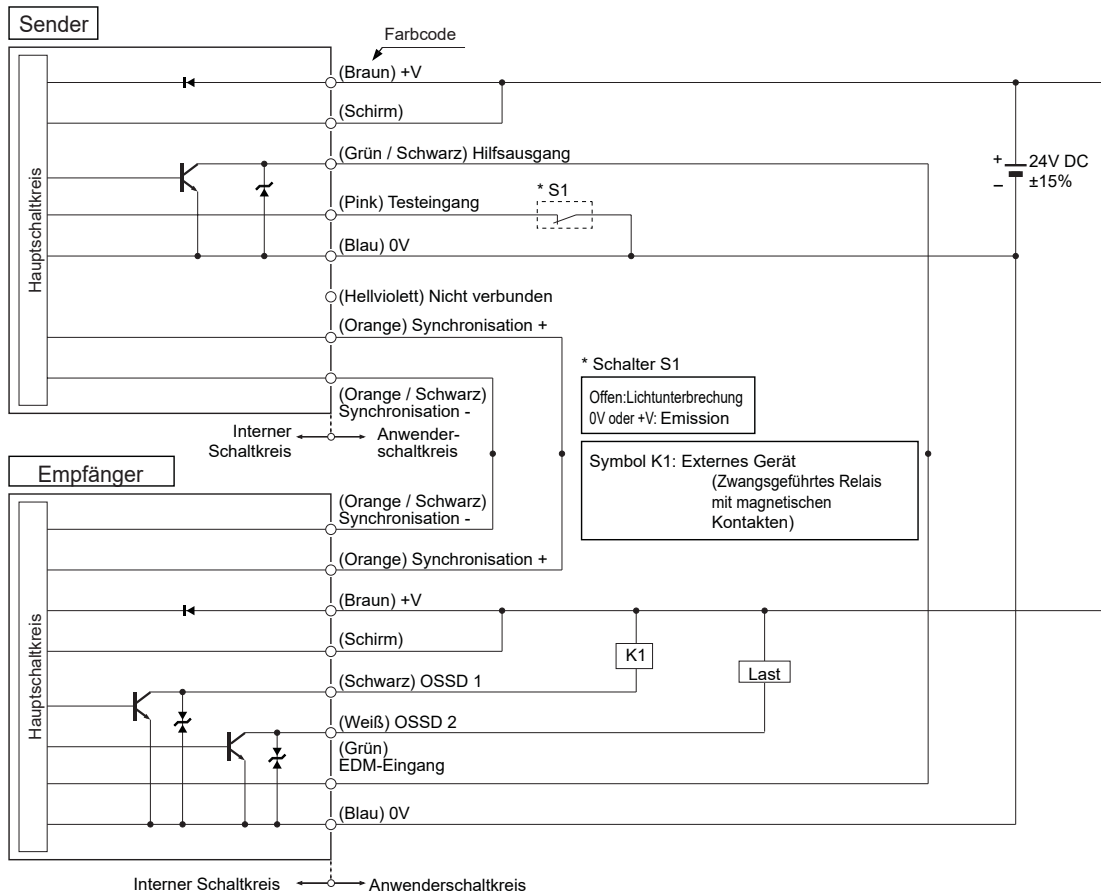 Sender
Farbcode
Hauptschaltkreis
(Braun) +V
(Schirm)
(Grün / Schwarz) Hilfsausgang
+
–
24V DC
±15%
* S1
(Pink) Testeingang
(Blau) 0V
(Hellviolett) Nicht verbunden
(Orange) Synchronisation +
(Orange / Schwarz)
Synchronisation -
* Schalter S1
Offen:Lichtunterbrechung
0V oder +V: Emission
Interner
Schaltkreis
Anwender-
schaltkreis
Symbol K1: Externes Gerät
(Zwangsgeführtes Relais
mit magnetischen
Kontakten)
Empfänger
Hauptschaltkreis
(Orange / Schwarz)
Synchronisation -
(Orange) Synchronisation +
(Braun) +V
(Schirm)
K1
Last
(Schwarz) OSSD 1
(Weiß) OSSD 2
(Grün)
EDM-Eingang
(Blau) 0V
Interner Schaltkreis
Anwenderschaltkreis